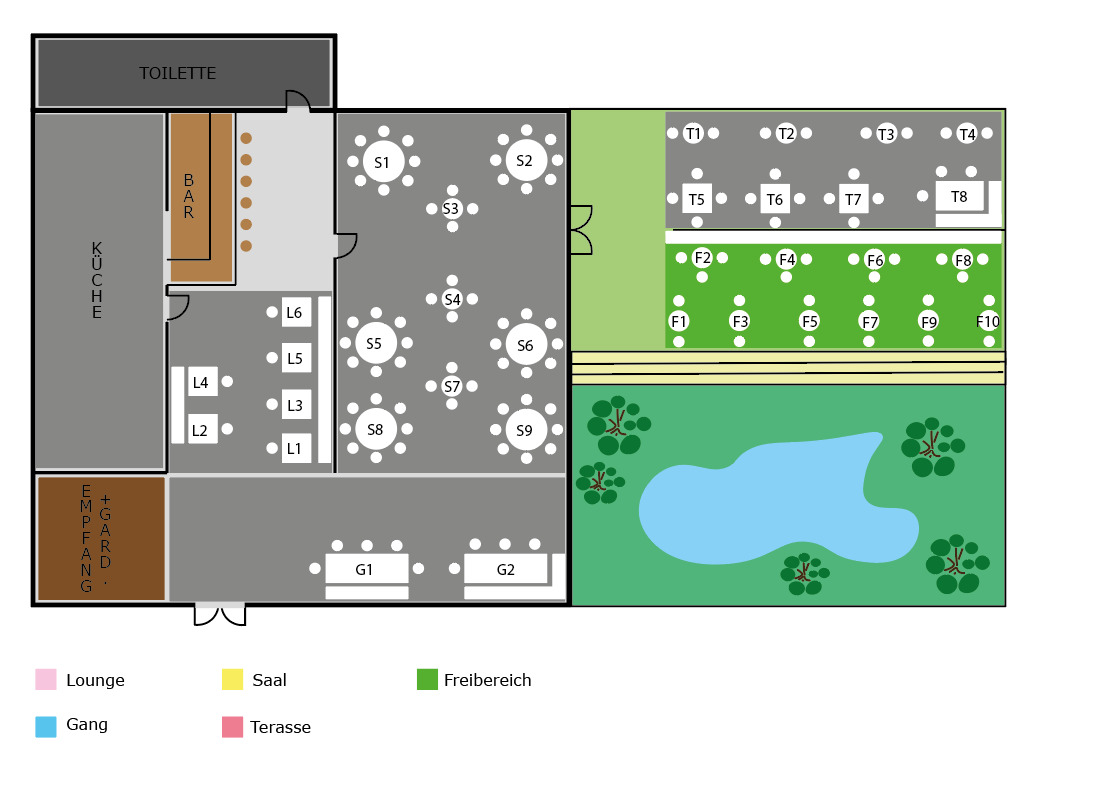 TOILETTE
BAR
KÜCHE
EMPFANG
+GARD.
S1
S2
S3
S4
S5
S6
S7
S8
S9
L6
L5
L4
L3
L2
L1
G1
G2
T1
T2
T3
T4
T5
T6
T7
T8
F2
F4
F6
F8
F1
F3
F5
F7
F9
F10
Lounge
Saal
Freibereich
Gang
Terasse